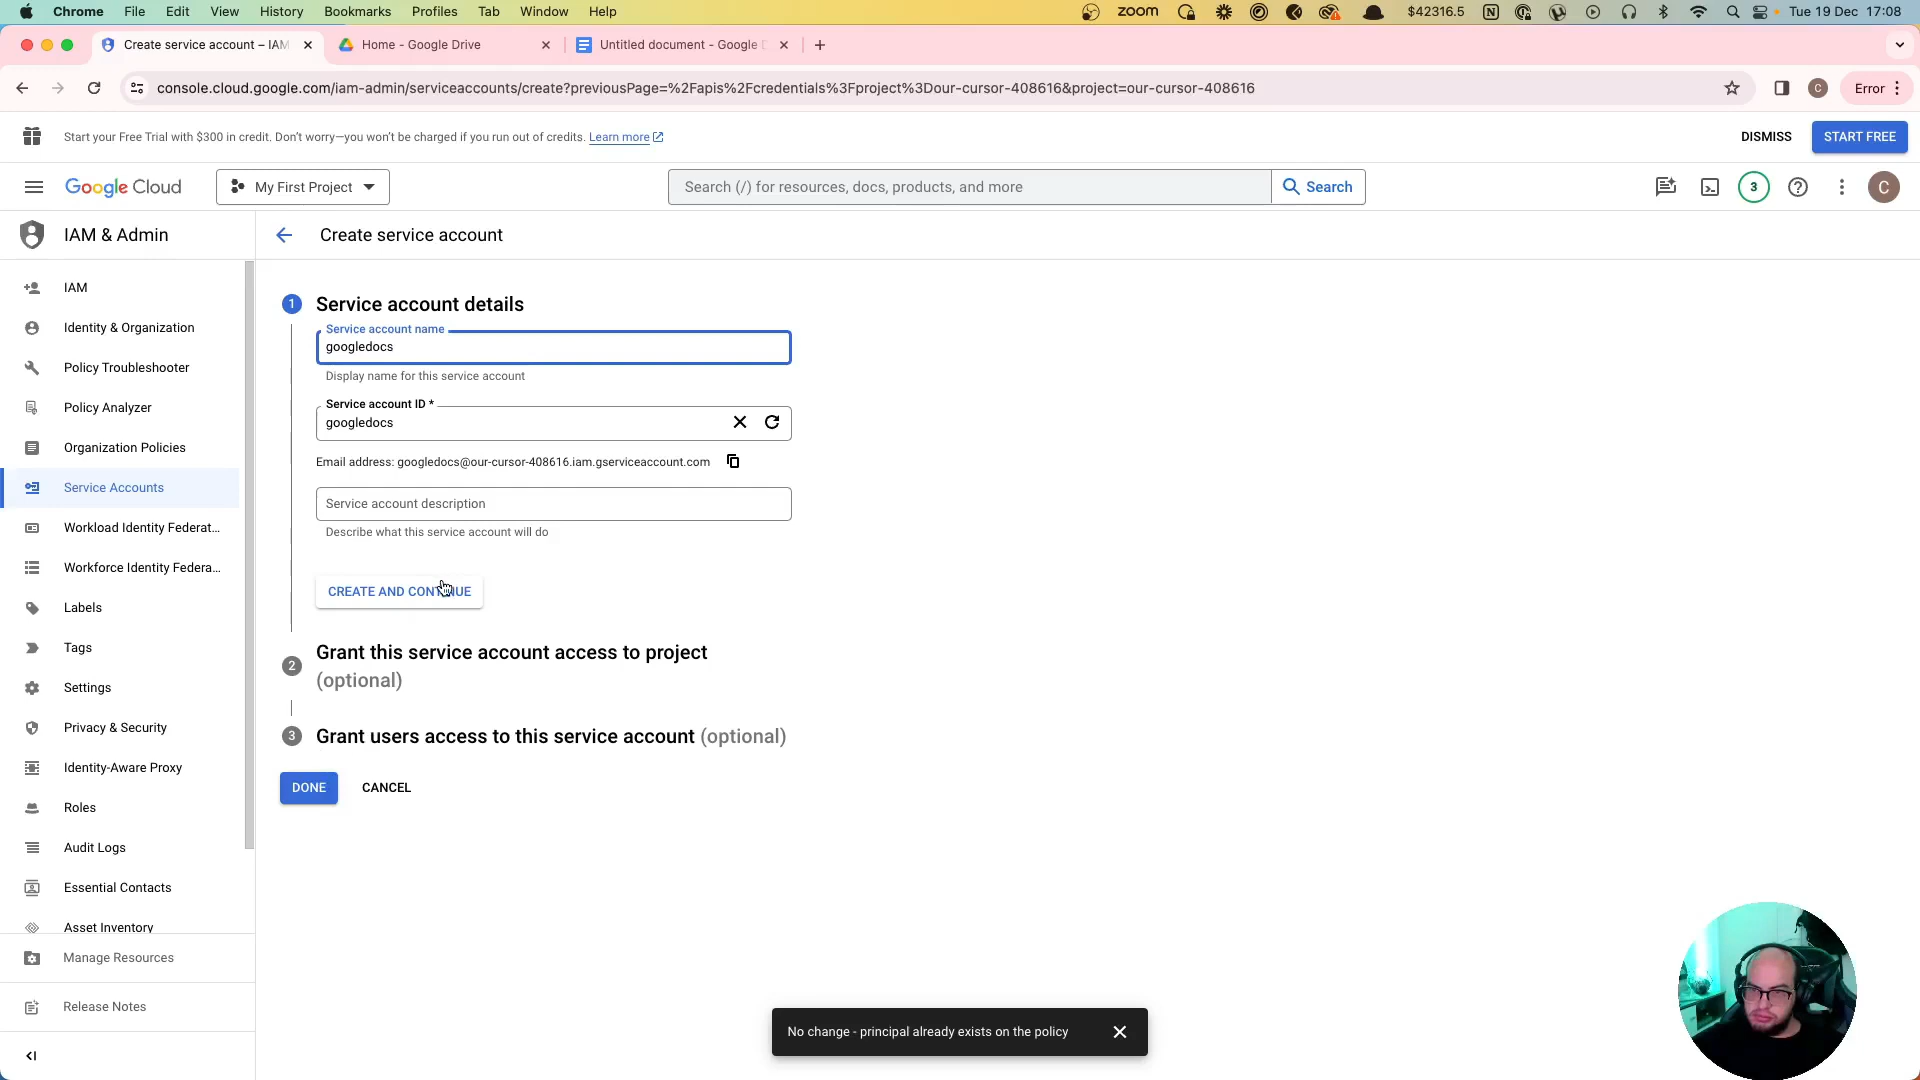 Chrome File Edit View History Bookmarks Profiles Tab Window Help zoom $42316.5 Tue 19 Dec 17:08
Create service account – IAM Home - Google Drive Untitled document - Google D
console.cloud.google.com/iam-admin/serviceaccounts/create?previousPage=%2Fapis%2Fcredentials%3Fproject%3Dour-cursor-408616&project=our-cursor-408616 C Error
Start your Free Trial with $300 in credit. Don't worry—you won't be charged if you run out of credits. Learn more DISMISS START FREE
Google Cloud My First Project Search (/) for resources, docs, products, and more Search 3 C
IAM & Admin
Create service account
IAM
Identity & Organization
Policy Troubleshooter
Policy Analyzer
Organization Policies
Service Accounts
Workload Identity Federat...
Workforce Identity Federa...
Labels
Tags
Settings
Privacy & Security
Identity-Aware Proxy
Roles
Audit Logs
Essential Contacts
Asset Inventory
Manage Resources
Release Notes
1 Service account details
Service account name
googledocs
Display name for this service account
Service account ID *
googledocs
Email address: googledocs@our-cursor-408616.iam.gserviceaccount.com
Service account description
Describe what this service account will do
CREATE AND CONTINUE
2 Grant this service account access to project
(optional)
3 Grant users access to this service account (optional)
DONE CANCEL
No change - principal already exists on the policy